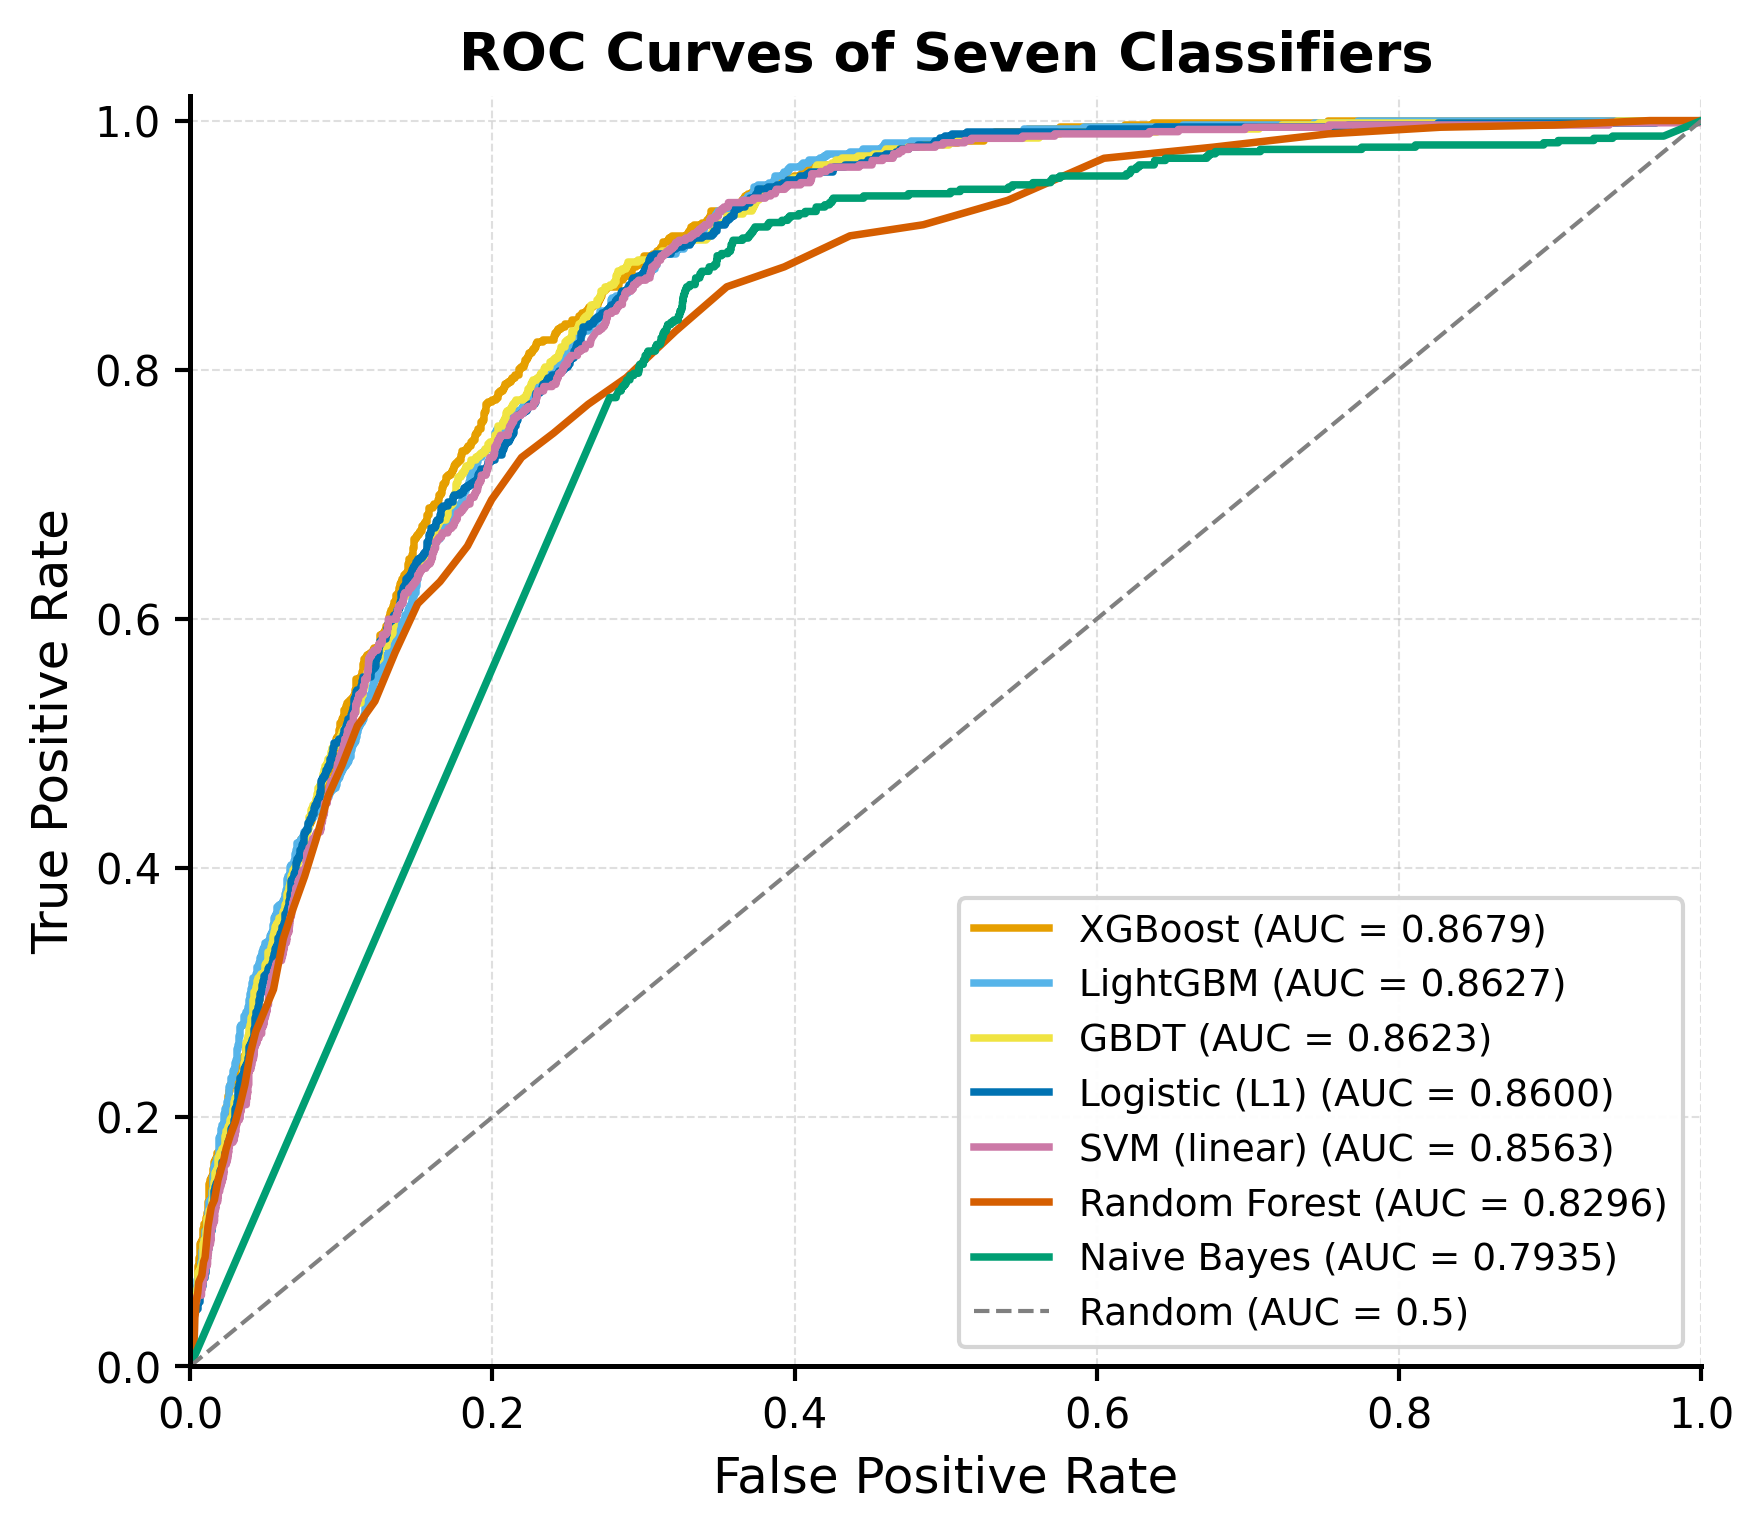 ROC Curves of Seven Classifiers
True Positive Rate
1.0
0.8
0.6
0.4
0.2
0.0
XGBoost (AUC = 0.8679)
LightGBM (AUC = 0.8627)
GBDT (AUC = 0.8623)
Logistic (L1) (AUC = 0.8600)
SVM (linear) (AUC = 0.8563)
Random Forest (AUC = 0.8296)
Naive Bayes (AUC = 0.7935)
Random (AUC = 0.5)
0.0 0.2 0.4 0.6 0.8 1.0
False Positive Rate